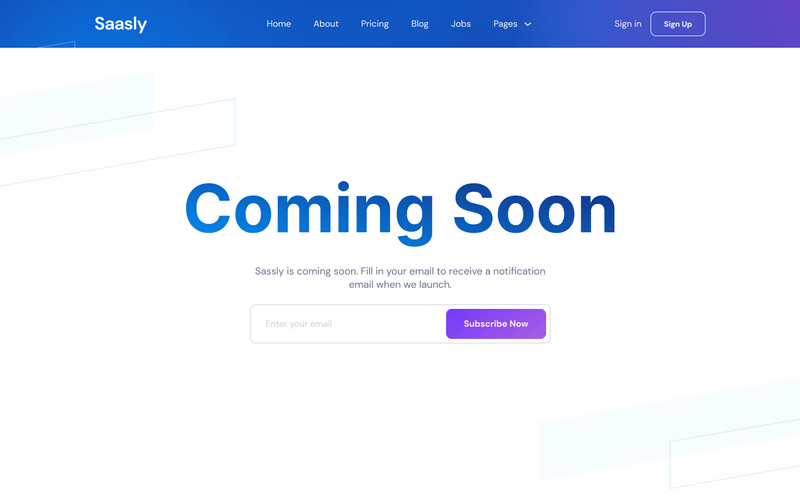 Saasly
Home About Pricing Blog Jobs Pages
Sign in Sign Up
Coming Soon
Sassly is coming soon. Fill in your email to receive a notification
email when we launch.
Enter your email
Subscribe Now